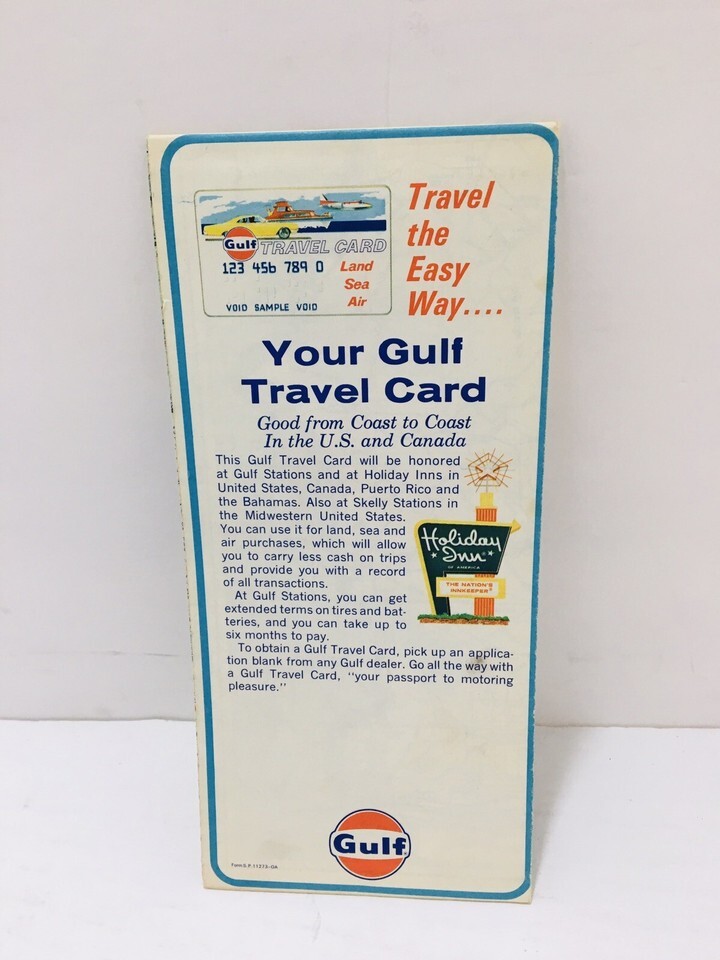 Travel
the
Easy
Way....
Gulf TRAVEL CARD
123 456 789 0
Land
Sea
Air
VOID SAMPLE VOID
Your Gulf
Travel Card
Good from Coast to Coast
In the U.S. and Canada
This Gulf Travel Card will be honored
at Gulf Stations and at Holiday Inns in
United States, Canada, Puerto Rico and
the Bahamas. Also at Skelly Stations in
the Midwestern United States.
You can use it for land, sea and
air purchases, which will allow
you to carry less cash on trips
and provide you with a record
of all transactions.
At Gulf Stations, you can get
extended terms on tires and bat-
teries, and you can take up to
six months to pay.
To obtain a Gulf Travel Card, pick up an applica-
tion blank from any Gulf dealer. Go all the way with
a Gulf Travel Card, "your passport to motoring
pleasure."
Holiday
Inn®
OF AMERICA
THE NATION'S
INNKEEPER®
Gulf
Form S.P. 11273-OA